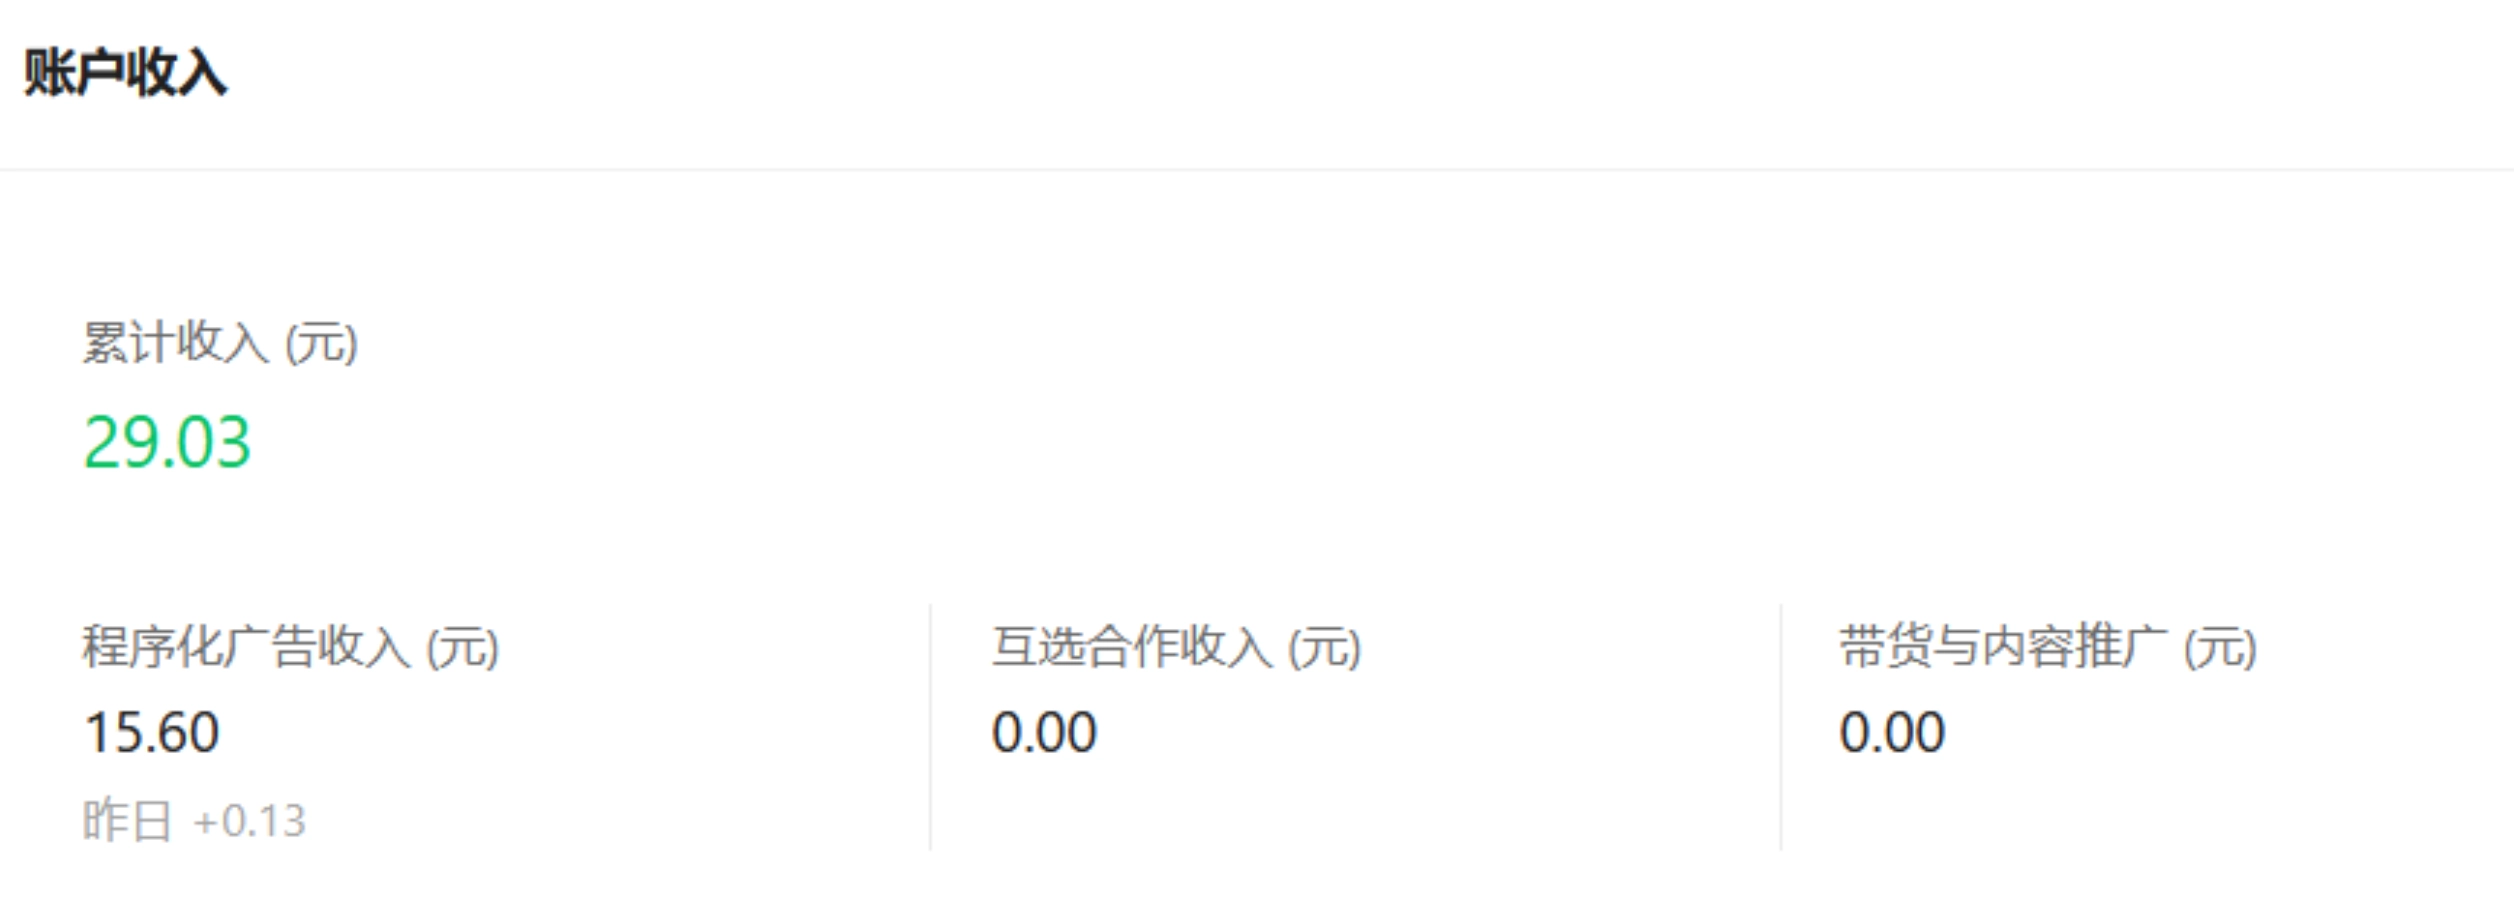 账户收入
累计收入 (元)
29.03
程序化广告收入 (元)
15.60
昨日 +0.13
互选合作收入 (元)
0.00
带货与内容推广 (元)
0.00